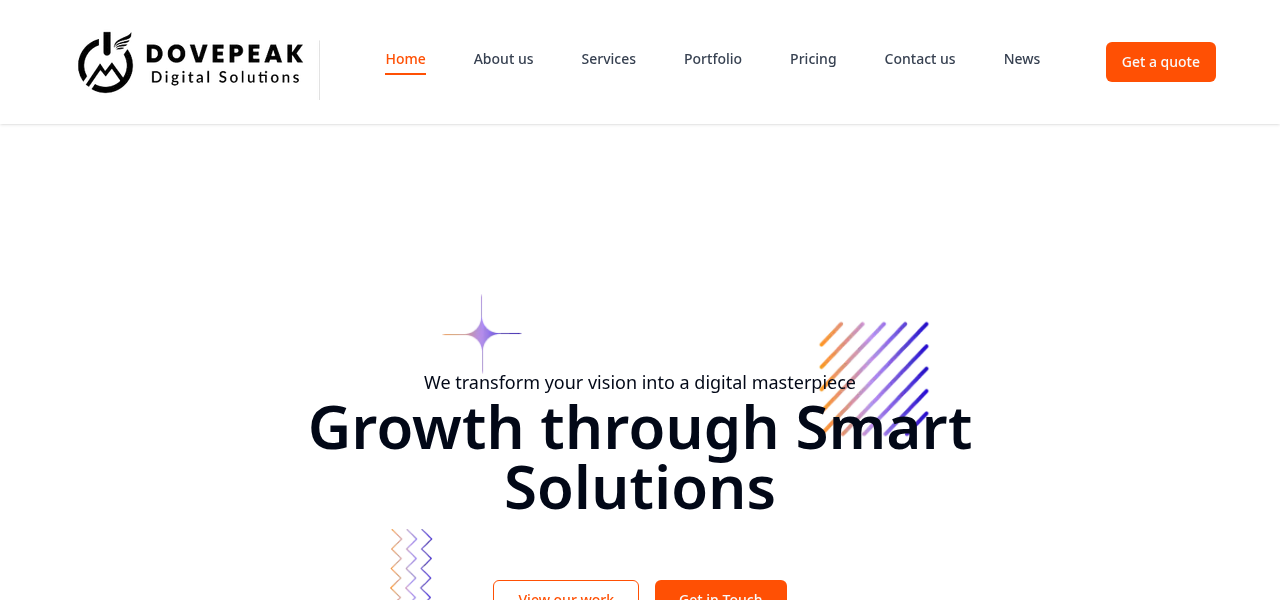 DOVEPEAK
Digital Solutions
Home
About us
Services
Portfolio
Pricing
Contact us
News
Get a quote
We transform your vision into a digital masterpiece
Growth through Smart
Solutions
View our work
Get in Touch